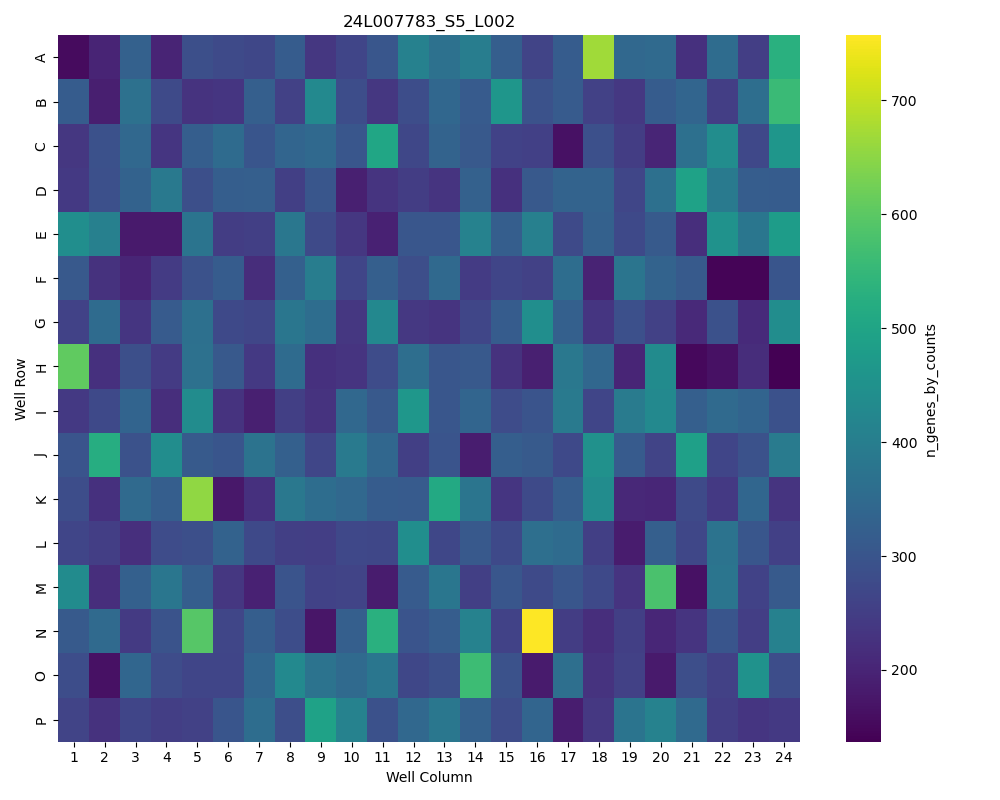 24L007783_S5_L002
A
B
C
D
E
F
G
H
I
J
K
L
M
N
O
P
Well Row
1 2 3 4 5 6 7 8 9 10 11 12 13 14 15 16 17 18 19 20 21 22 23 24
Well Column
700
600
500
400
300
200
n_genes_by_counts